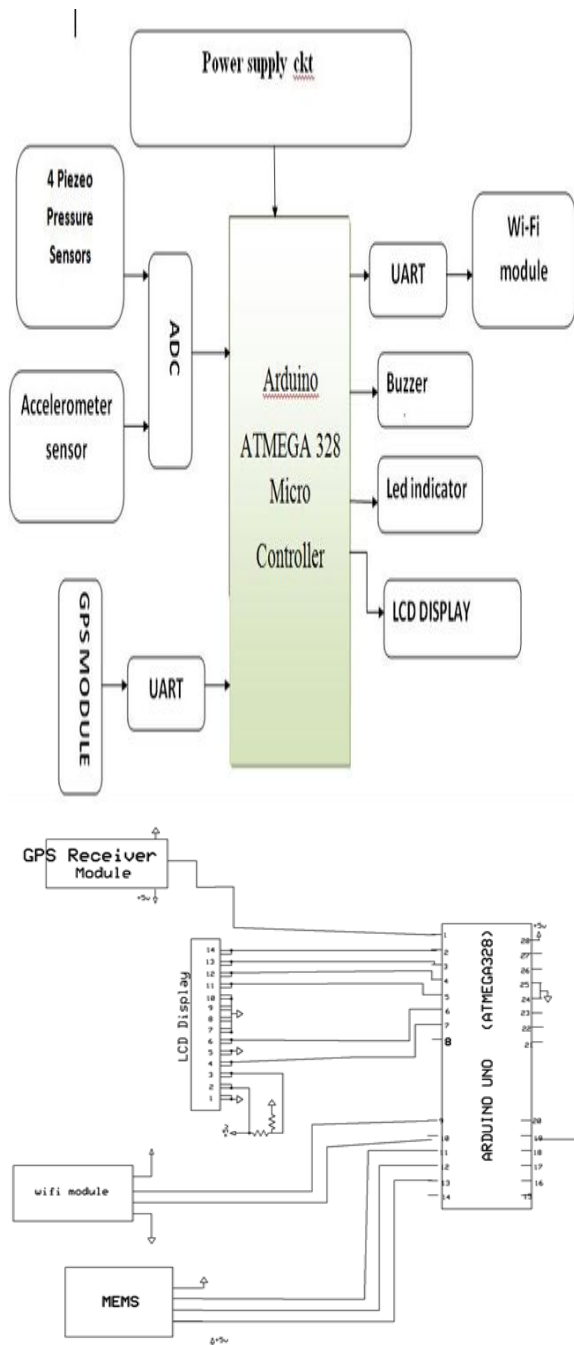 Power supply ckt
4 Piezeo
Pressure
Sensors
ADC
Accelerometer
sensor
GPS MODULE
UART
Arduino
ATMEGA 328
Micro
Controller
UART
Wi-Fi
module
Buzzer
Led indicator
LCD DISPLAY
GPS Receiver
Module
+5v
LCD Display
14
13
12
11
10
9
8
7
6
5
4
3
2
1
+5v
wifi module
MEMS
+5v
ARDUINO UNO (ATMEGA328)
1
2
3
4
5
6
7
8
9
10
11
12
13
14
+5v
28
27
26
25
24
23
22
2
20
19
18
17
16
15